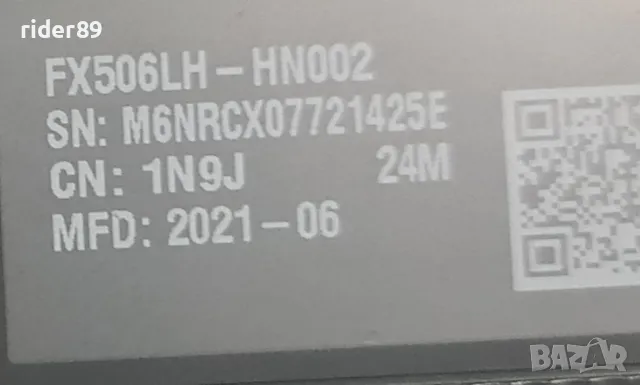 rider89
FX506LH-HN002
SN: M6NRCX07721425E
CN: 1N9J 24M
MFD: 2021-06
BAZAR